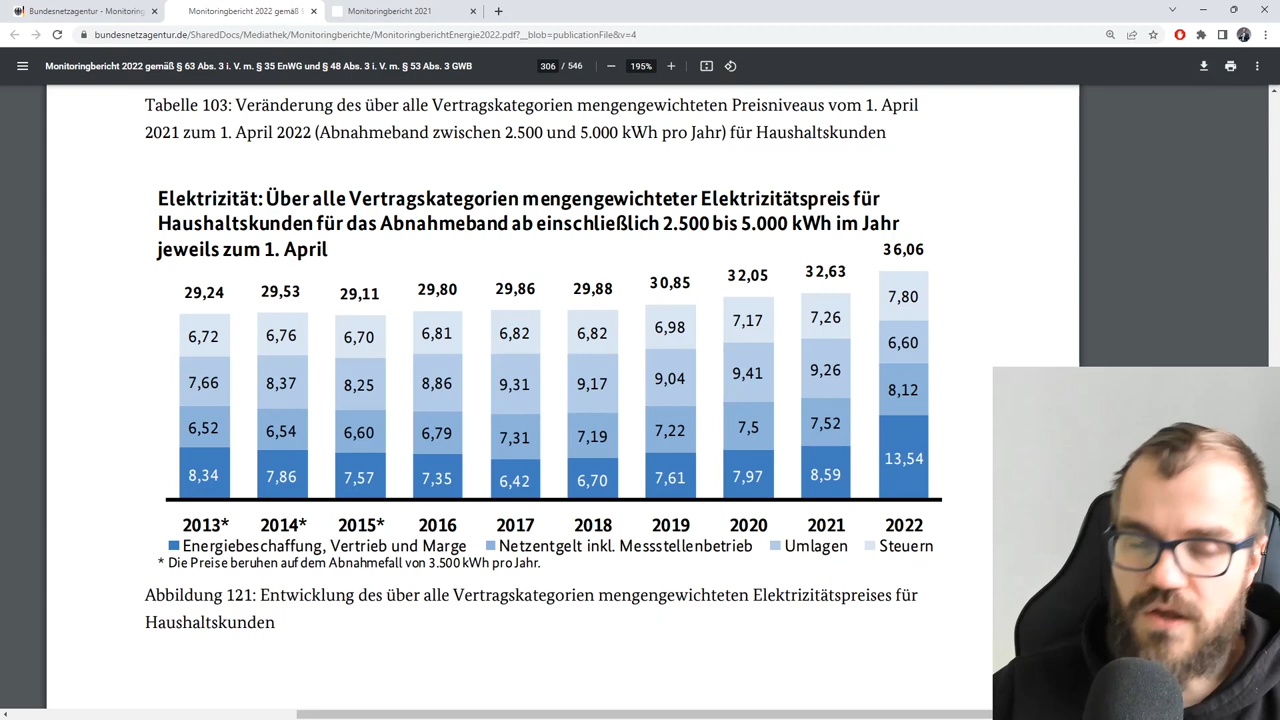 Bundesnetzagentur - Monitoring
Monitoringbericht 2022 gemäß §
Monitoringbericht 2021
bundesnetzagentur.de/SharedDocs/Mediathek/Monitoringberichte/MonitoringberichtEnergie2022.pdf?__blob=publicationFile&v=4
Monitoringbericht 2022 gemäß § 63 Abs. 3 i. V. m. § 35 EnWG und § 48 Abs. 3 i. V. m. § 53 Abs. 3 GWB
306 / 546
195%
Tabelle 103: Veränderung des über alle Vertragskategorien mengengewichteten Preisniveaus vom 1. April
2021 zum 1. April 2022 (Abnahmeband zwischen 2.500 und 5.000 kWh pro Jahr) für Haushaltskunden
Elektrizität: Über alle Vertragskategorien mengengewichteter Elektrizitätspreis für
Haushaltskunden für das Abnahmeband ab einschließlich 2.500 bis 5.000 kWh im Jahr
jeweils zum 1. April
29,24 29,53 29,11 29,80 29,86 29,88 30,85 32,05 32,63 36,06
6,72 6,76 6,70 6,81 6,82 6,82 6,98 7,17 7,26 7,80
7,66 8,37 8,25 8,86 9,31 9,17 9,04 9,41 9,26 6,60
6,52 6,54 6,60 6,79 7,31 7,19 7,22 7,5 7,52 8,12
8,34 7,86 7,57 7,35 6,42 6,70 7,61 7,97 8,59 13,54
2013* 2014* 2015* 2016 2017 2018 2019 2020 2021 2022
Energiebeschaffung, Vertrieb und Marge Netzentgelt inkl. Messstellenbetrieb Umlagen Steuern
* Die Preise beruhen auf dem Abnahmefall von 3.500 kWh pro Jahr.
Abbildung 121: Entwicklung des über alle Vertragskategorien mengengewichteten Elektrizitätspreises für
Haushaltskunden